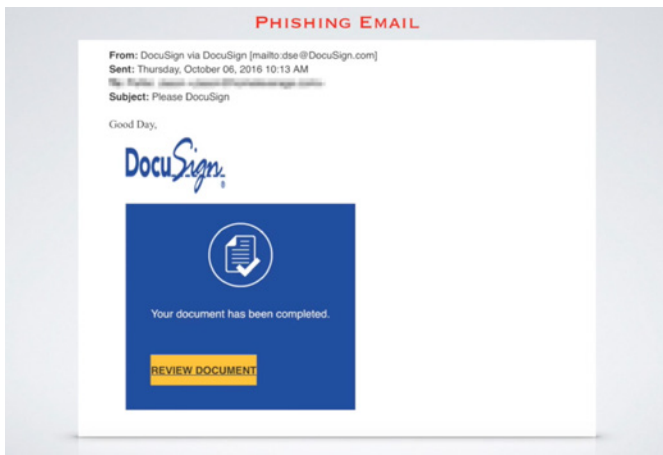 PHISHING EMAIL
From: DocuSign via DocuSign [mailto:dse@DocuSign.com]
Sent: Thursday, October 06, 2016 10:13 AM
Subject: Please DocuSign
Good Day,
DocuSign
Your document has been completed.
REVIEW DOCUMENT